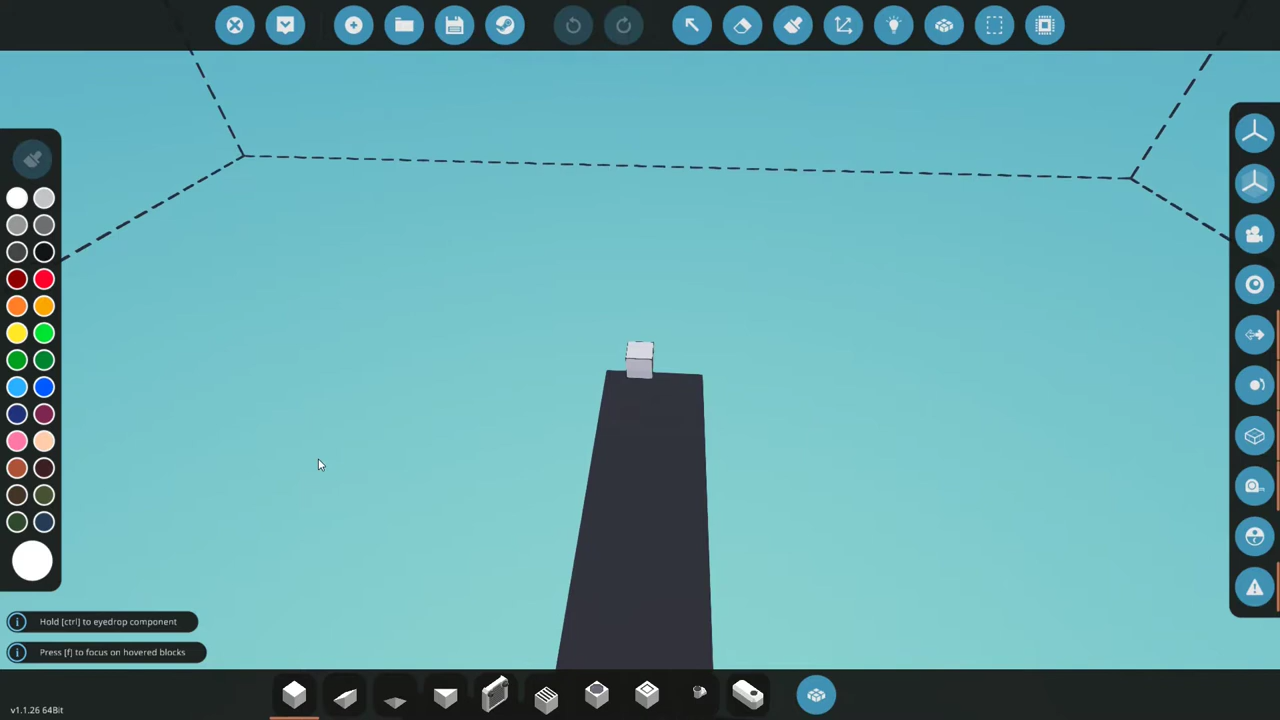 Hold [ctrl] to eyedrop component
Press [f] to focus on hovered blocks
v1.1.26 64Bit